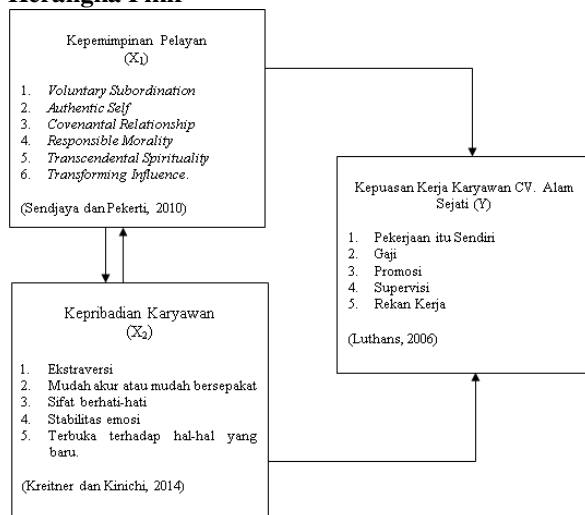 Kerangka Pikir
Kepemimpinan Pelayan
(X1)
1. Voluntary Subordination
2. Authentic Self
3. Covenantal Relationship
4. Responsible Morality
5. Transcendental Spirituality
6. Transforming Influence.
(Sendjaya dan Pekerti, 2010)
Kepuasan Kerja Karyawan CV. Alam
Sejati (Y)
1. Pekerjaan itu Sendiri
2. Gaji
3. Promosi
4. Supervisi
5. Rekan Kerja
(Luthans, 2006)
Kepribadian Karyawan
(X2)
1. Ekstraversi
2. Mudah akur atau mudah bersepakat
3. Sifat berhati-hati
4. Stabilitas emosi
5. Terbuka terhadap hal-hal yang
baru.
(Kreitner dan Kinichi, 2014)